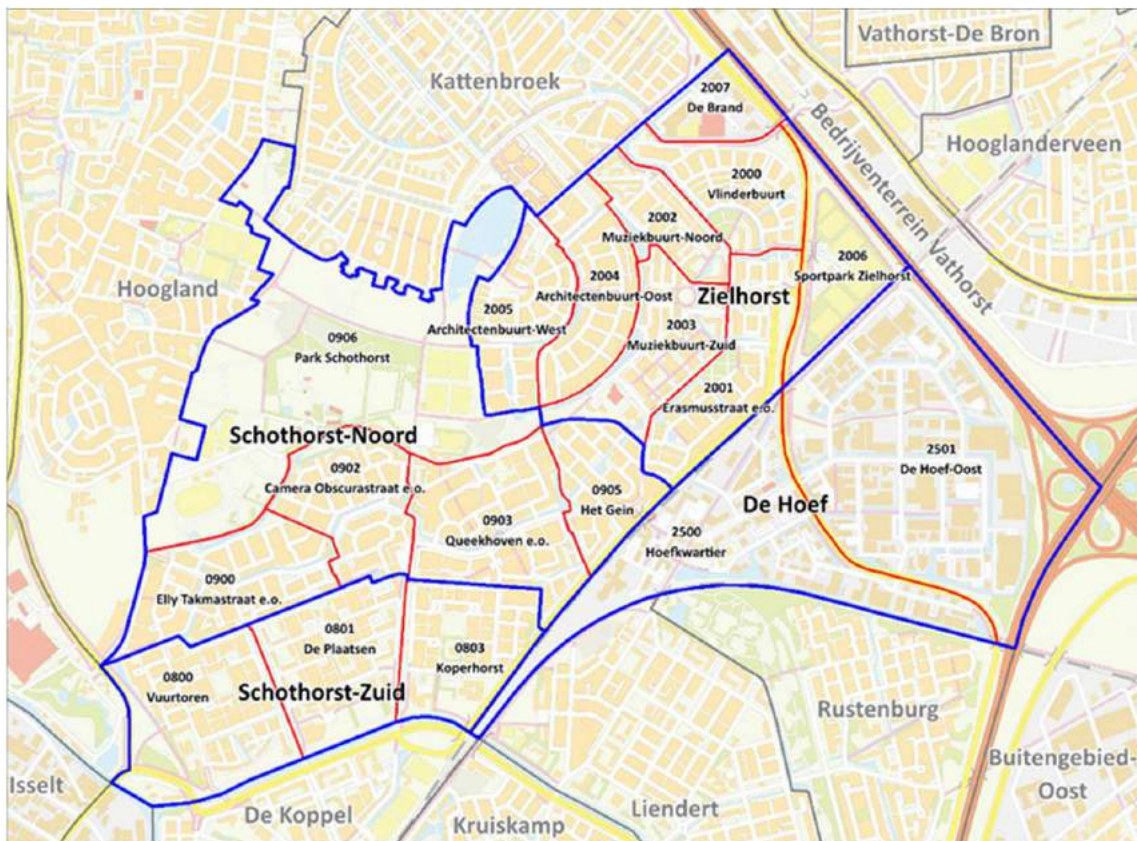 Vathorst-De Bron
Kattenbroek
2007
De Brand
Bedrijventerrein Vathorst
Hooglanderveen
2000
Vlinderbuurt
2002
Muziekbuurt-Noord
2006
Sportpark Zielhorst
Hoogland
2004
Architectenbuurt-Oost
Zielhorst
2005
Architectenbuurt-West
2003
Muziekbuurt-Zuid
0906
Park Schothorst
2001
Erasmusstraat e.o.
Schothorst-Noord
0902
Camera Obscurastraat e.o.
2501
De Hoef-Oost
0905
Het Gein
De Hoef
0903
Queekhoven e.o.
2500
Hoefkwartier
0900
Elly Takmastraat e.o.
0801
De Plaatsen
0803
Koperhorst
0800
Vuurtoren
Schothorst-Zuid
Rustenburg
Isselt
Buitengebied-
Oost
De Koppel
Liendert
Kruiskamp